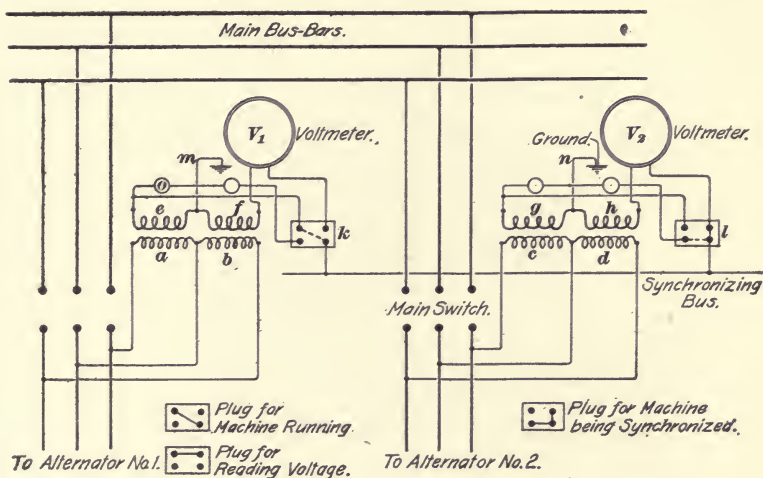 Main Bus-Bars.
V1
Voltmeter.
Ground.
V2
Voltmeter.
m
n
e
f
g
h
k
l
a
b
c
d
Main Switch.
Synchronizing
Bus.
Plug for
Machine Running.
Plug for
Reading Voltage.
Plug for Machine
being Synchronized.
To Alternator No.1.
To Alternator No.2.